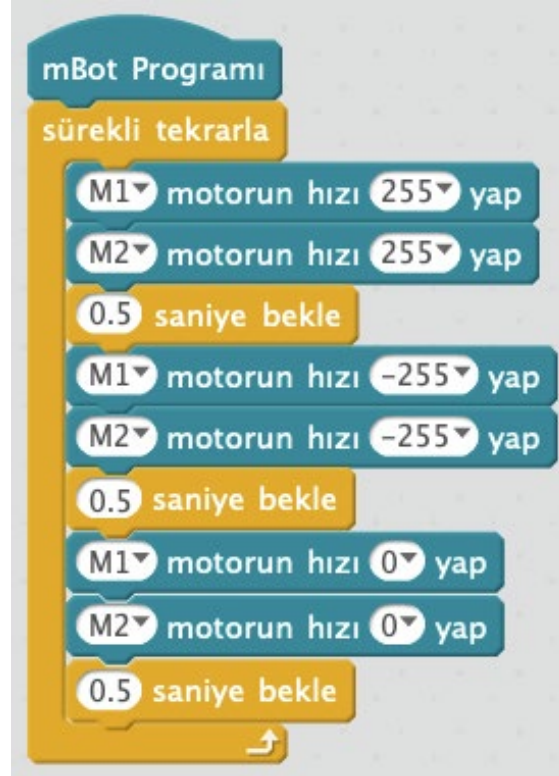 mBot Programı
sürekli tekrarla
M1 motorun hızı 255 yap
M2 motorun hızı 255 yap
0.5 saniye bekle
M1 motorun hızı -255 yap
M2 motorun hızı -255 yap
0.5 saniye bekle
M1 motorun hızı 0 yap
M2 motorun hızı 0 yap
0.5 saniye bekle